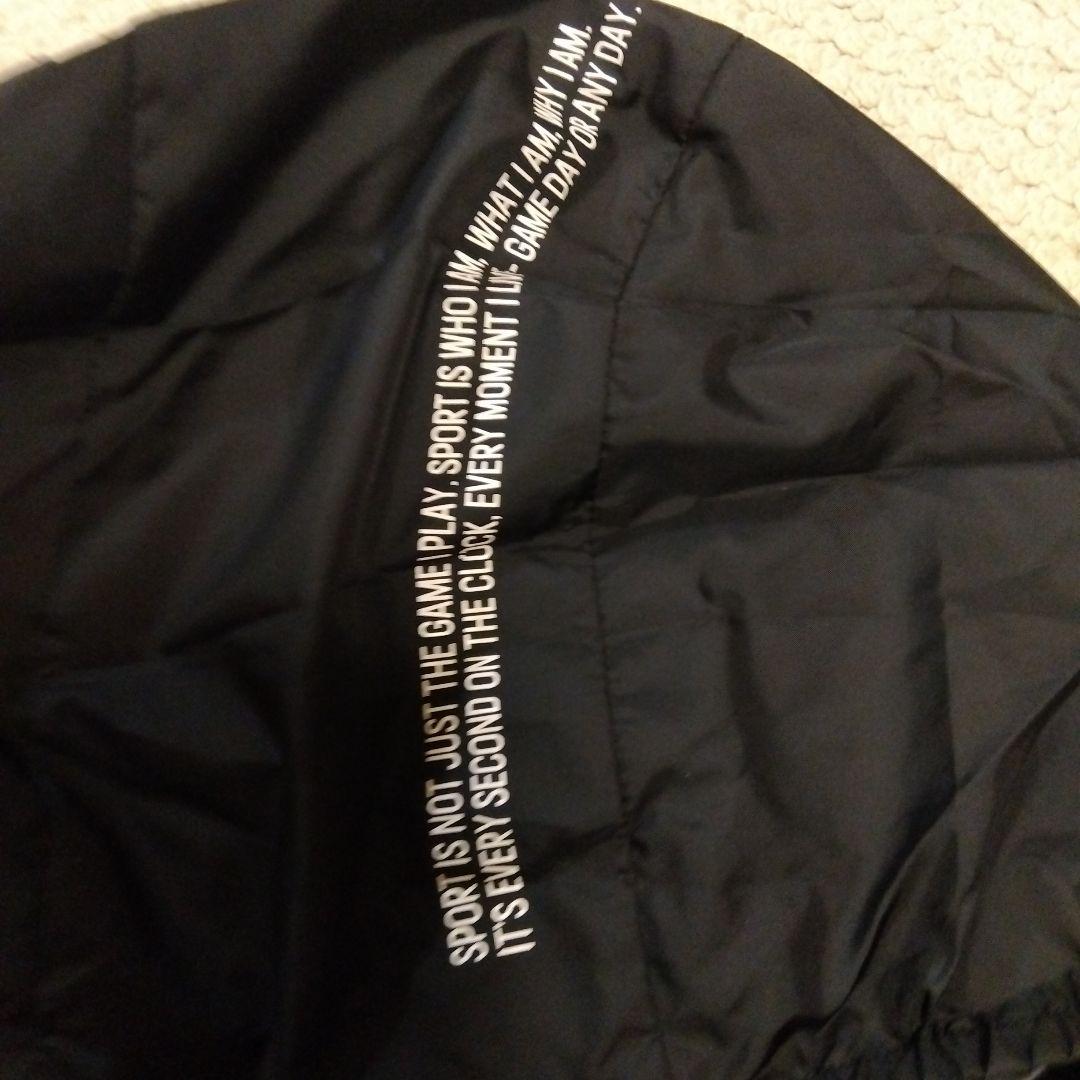 SPORT IS NOT JUST THE GAME I PLAY. SPORT IS WHO I AM, WHAT I AM, WHY I AM.
IT'S EVERY SECOND ON THE CLOCK, EVERY MOMENT I LIVE- GAME DAY OR ANY DAY.